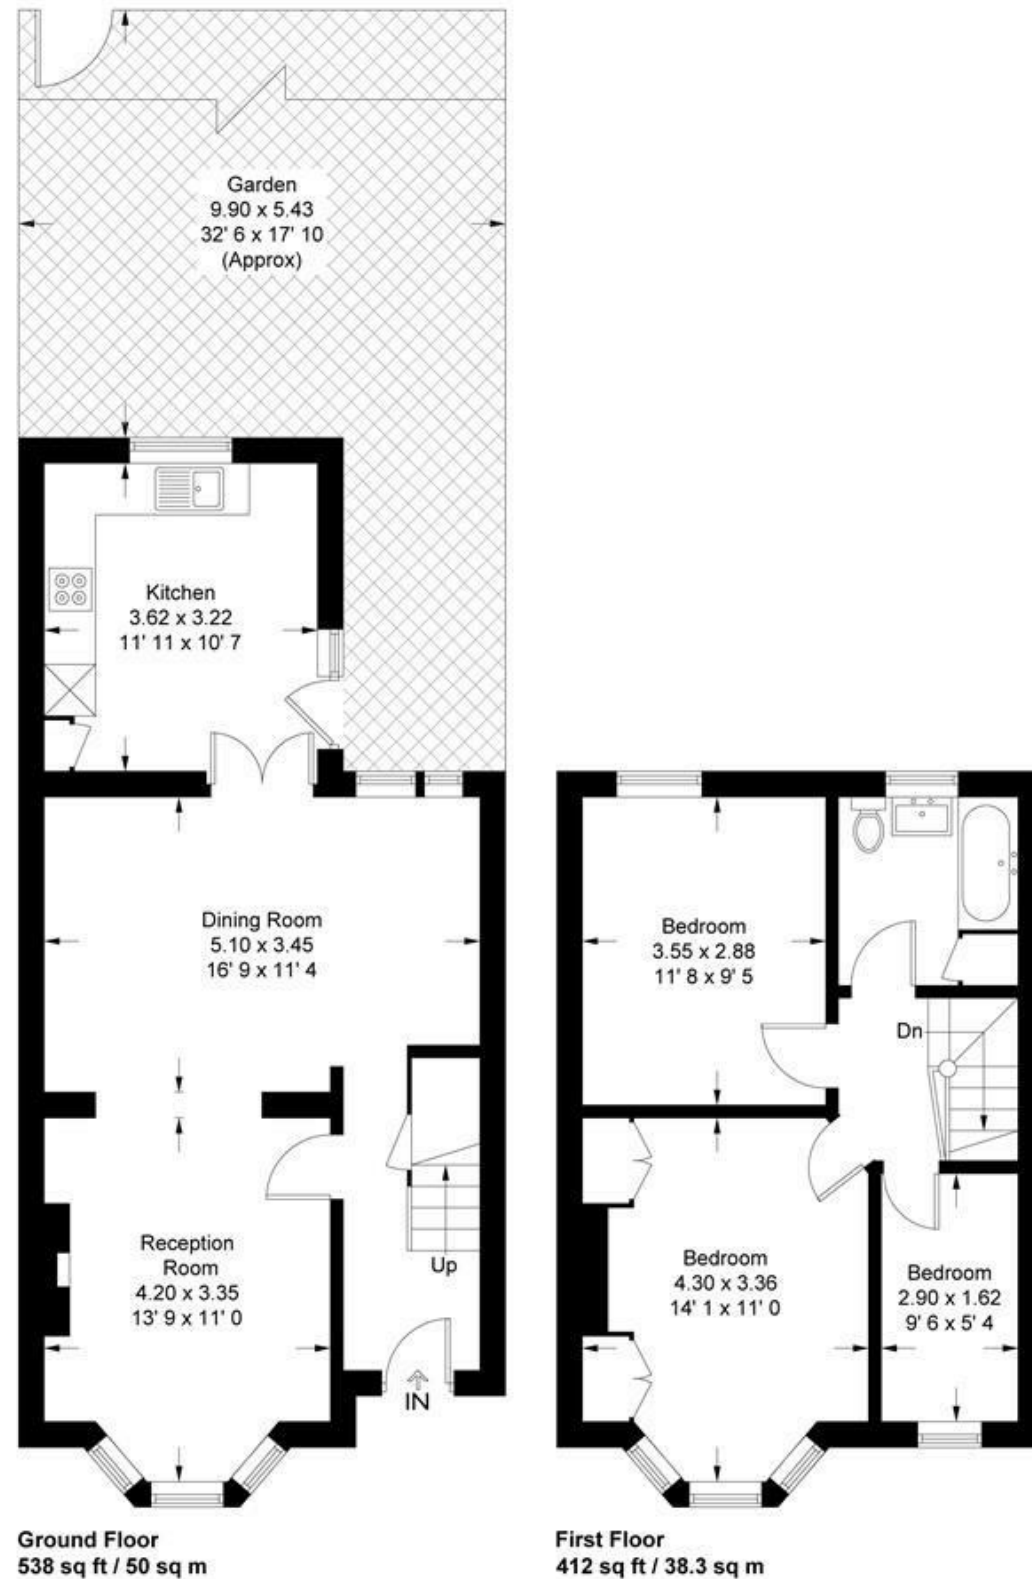 Garden
9.90 x 5.43
32' 6 x 17' 10
(Approx)
Kitchen
3.62 x 3.22
11' 11 x 10' 7
Dining Room
5.10 x 3.45
16' 9 x 11' 4
Reception
Room
4.20 x 3.35
13' 9 x 11' 0
Up
IN
Ground Floor
538 sq ft / 50 sq m
Bedroom
3.55 x 2.88
11' 8 x 9' 5
Dn
Bedroom
4.30 x 3.36
14' 1 x 11' 0
Bedroom
2.90 x 1.62
9' 6 x 5' 4
First Floor
412 sq ft / 38.3 sq m